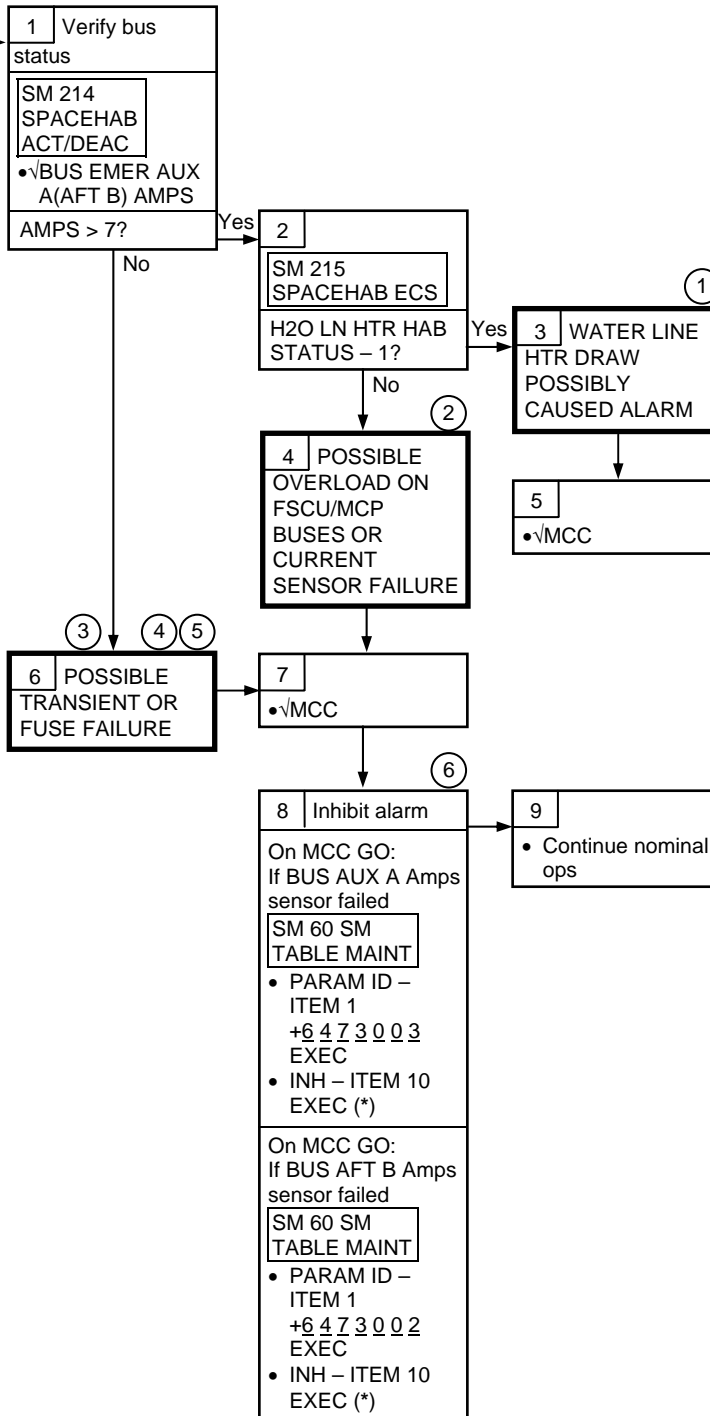 1 Verify bus
status
SM 214
SPACEHAB
ACT/DEAC
•√BUS EMER AUX
A(AFT B) AMPS
AMPS > 7?
Yes
No
2
SM 215
SPACEHAB ECS
H2O LN HTR HAB
STATUS – 1?
Yes
No
1
3 WATER LINE
HTR DRAW
POSSIBLY
CAUSED ALARM
2
4 POSSIBLE
OVERLOAD ON
FSCU/MCP
BUSES OR
CURRENT
SENSOR FAILURE
5
•√MCC
3 4 5
6 POSSIBLE
TRANSIENT OR
FUSE FAILURE
7
•√MCC
6
8 Inhibit alarm
On MCC GO:
If BUS AUX A Amps
sensor failed
SM 60 SM
TABLE MAINT
• PARAM ID –
ITEM 1
+6 4 7 3 0 0 3
EXEC
• INH – ITEM 10
EXEC (*)
On MCC GO:
If BUS AFT B Amps
sensor failed
SM 60 SM
TABLE MAINT
• PARAM ID –
ITEM 1
+6 4 7 3 0 0 2
EXEC
• INH – ITEM 10
EXEC (*)
9
• Continue nominal
ops